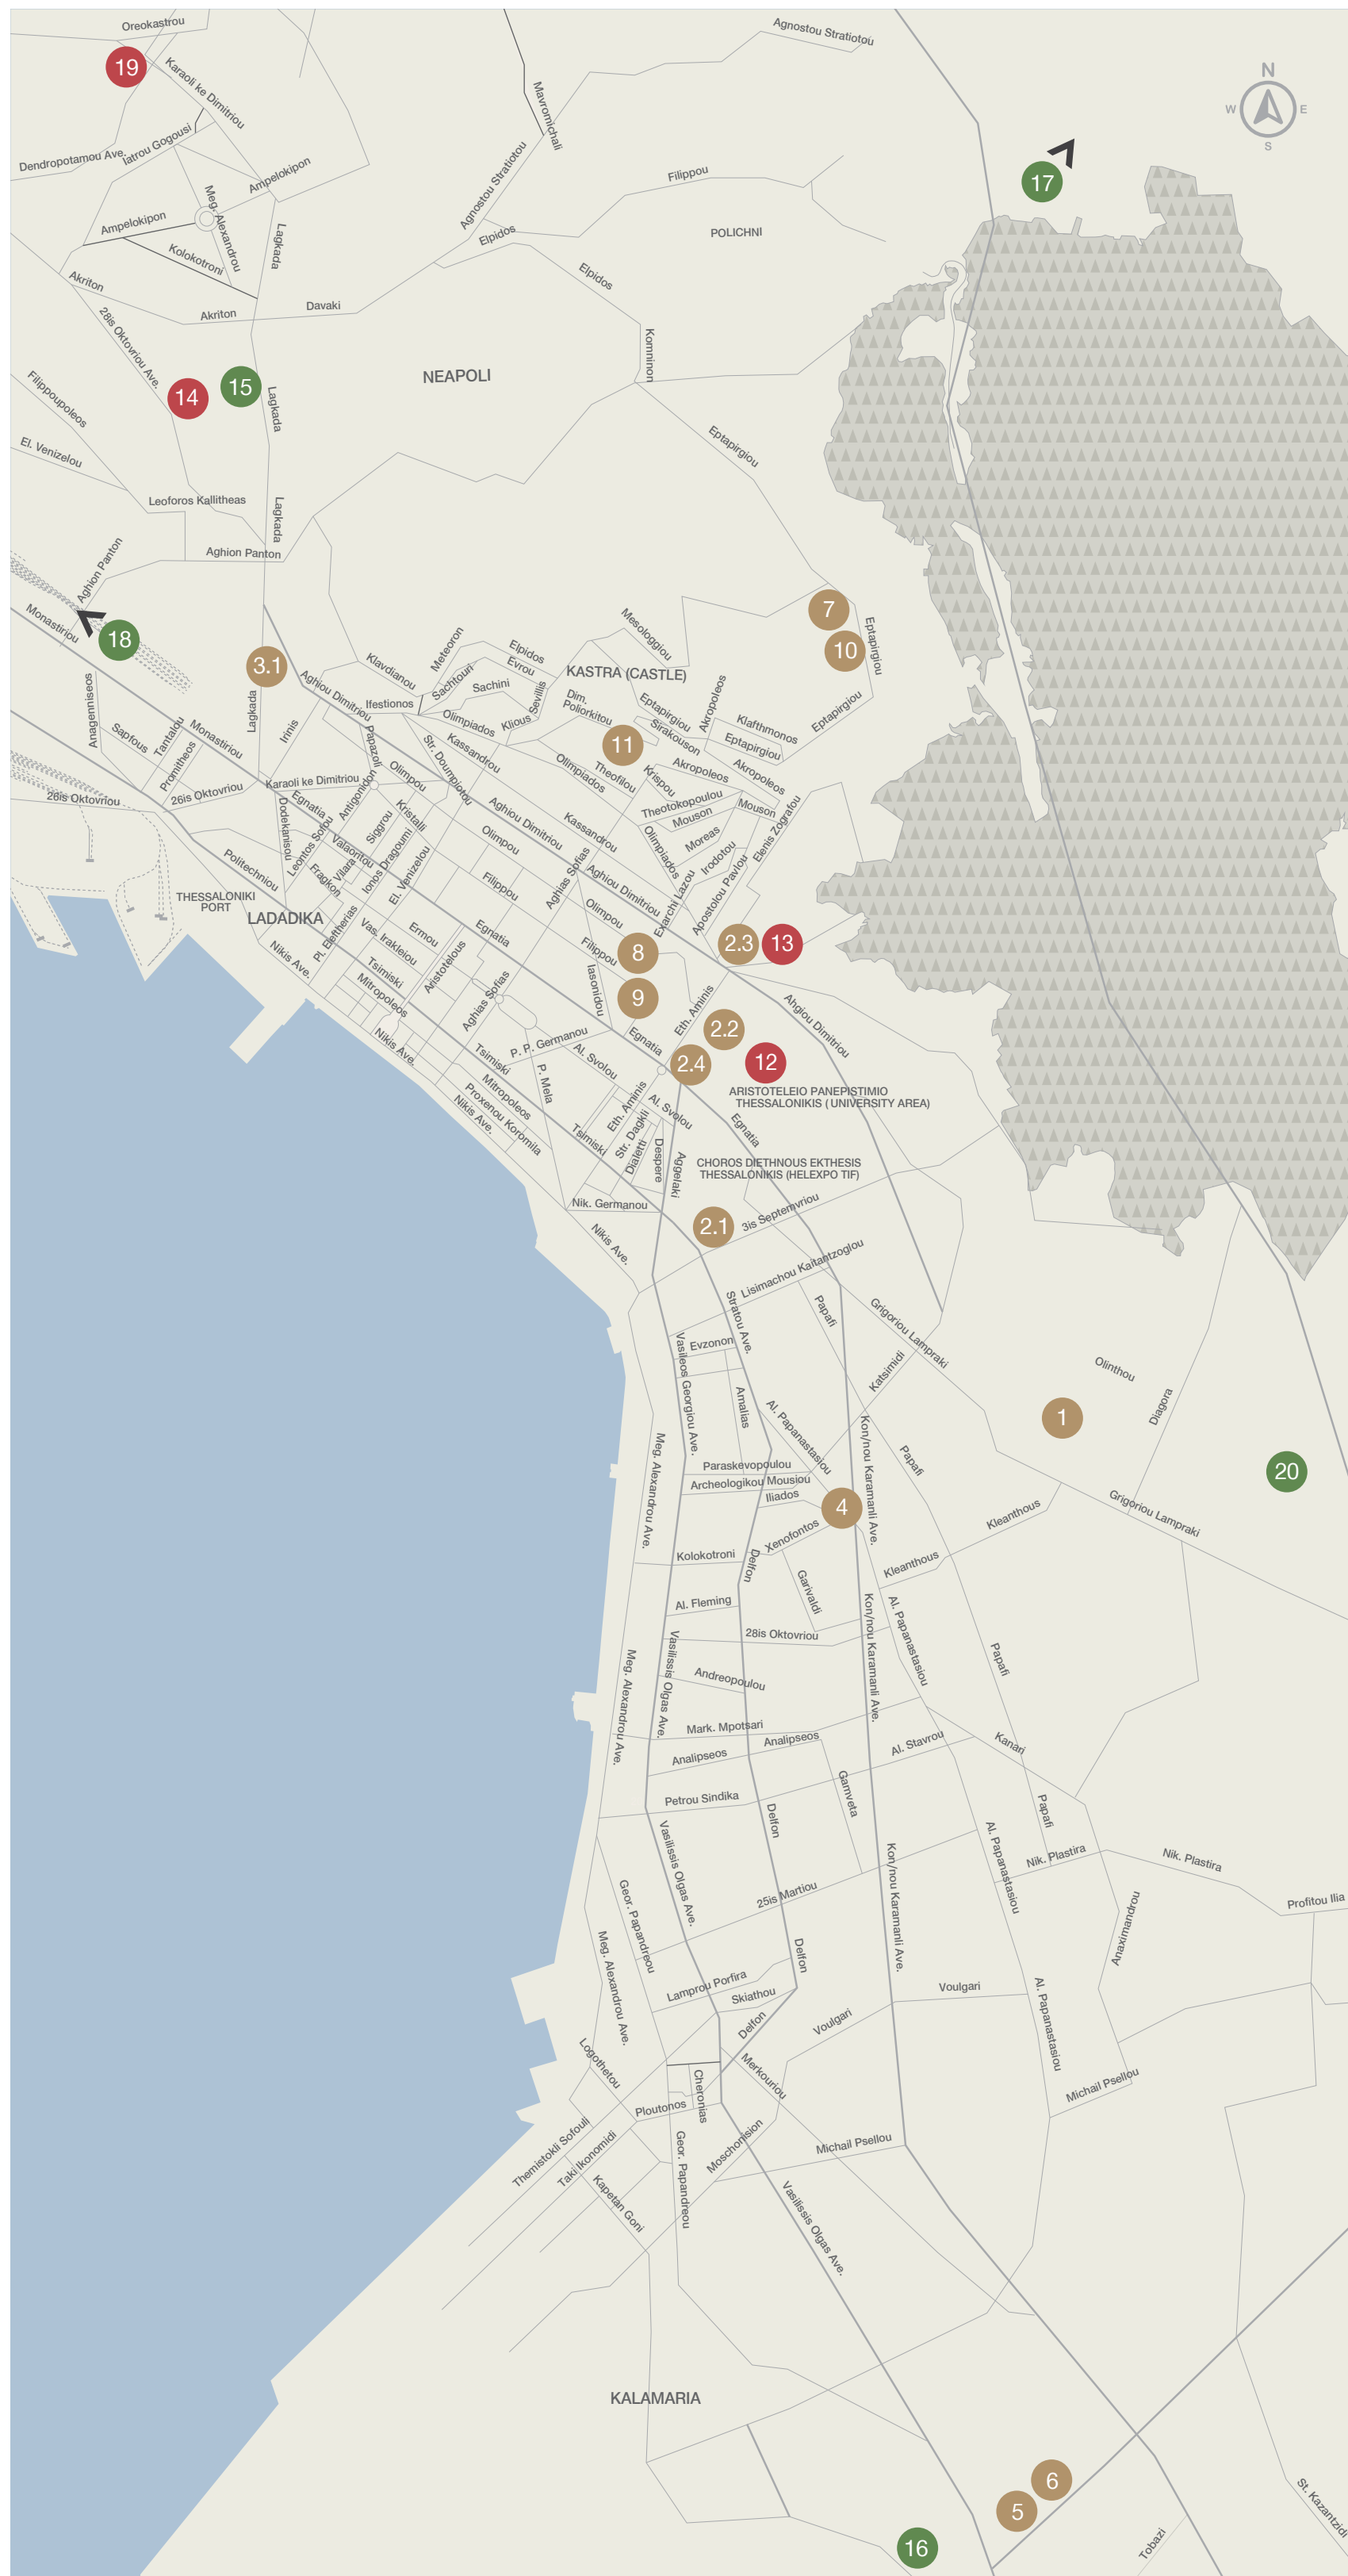 Oreokastrou
Agnostou Stratiotou
19
Karaoli ke Dimitriou
N
W
E
S
Mavromichali
Iatrou Gogousi
Dendropotamou Ave.
Ampelokipon
Agnostou Stratiotou
Filippou
17
Meg. Alexandrou
Ampelokipon
Lagkada
Elpidos
POLICHNI
Kolokotroni
Elpidos
Akriton
Akriton
Davaki
28is Oktovriou Ave.
Komninon
NEAPOLI
14
15
Lagkada
Filippoupoleos
El. Venizelou
Eptapirgiou
Leoforos Kallitheas
Lagkada
Aghion Panton
Aghion Panton
Monastiriou
18
7
10
Eptapirgiou
Mesologgiou
Meteoron
Elpidos
Evrou
KASTRA (CASTLE)
3.1
Klavdianou
Sachtouri
Sachini
Sevillis
Aghiou Dimitriou
Ifestionos
Dim.
Poliorkitou
Eptapirgiou
Akropoleos
Anagenniseos
Lagkada
Olimpiados
Klious
Klafthmonos
Eptapirgiou
Sapfous
Tantalou
Monastiriou
Irinis
Papazoli
Str. Doumpiotou
Kassandrou
11
Sirakouson
Eptapirgiou
Promitheos
Olimpiados
Theofilou
Krispou
Akropoleos
Akropoleos
Karaoli ke Dimitriou
Olimpou
26is Oktovriou
26is Oktovriou
Egnatia
Antigonidon
Theotokopoulou
Mouson
Mouson
Dodekanisou
Leontos Sofou
Siggrou
Kristalli
Aghiou Dimitriou
Kassandrou
Elenis Zografou
Valaoritou
Vilara
Ionos Dragoumi
Olimpou
Olimpiados
Moreas
Irodotou
Politechniou
Fragkon
El. Venizelou
Filippou
Aghias Sofias
Aghiou Dimitriou
Exarchi Lazou
Apostolou Pavlou
THESSALONIKI
PORT
LADADIKA
Pl. Eleftherias
Vas. Irakleiou
Ermou
Egnatia
Olimpou
Filippou
8
2.3
13
Nikis Ave.
Tsimiski
Aristotelous
Mitropoleos
Aghias Sofias
Iasonidou
9
Eth. Aminis
Ahgiou Dimitriou
2.2
Nikis Ave.
P. P. Germanou
Egnatia
Tsimiski
Al. Svolou
2.4
12
P. Mela
Mitropoleos
ARISTOTELEIO PANEPISTIMIO
THESSALONIKIS ( UNIVERSITY AREA)
Proxenou Koromila
Nikis Ave.
Eth. Aminis
Al. Svolou
Tsimiski
Str. Dagkli
Dialetti
Despere
Aggelaki
Egnatia
CHOROS DIETHNOUS EKTHESIS
THESSALONIKIS (HELEXPO TIF)
Nik. Germanou
2.1
3is Septemvriou
Nikis Ave.
Lisimachou Kaitantzoglou
Stratou Ave.
Papafi
Grigoriou Lampraki
Evzonon
Vasileos Georgiou Ave.
Katsimidi
Olinthou
Amalias
Al. Papanastasiou
Diagora
1
Kon/nou Karamanli Ave.
Papafi
Meg. Alexandrou Ave.
Paraskevopoulou
20
Archeologikou Mousiou
Iliados
4
Grigoriou Lampraki
Kleanthous
Xenofontos
Kolokotroni
Delfon
Kleanthous
Garivaldi
Al. Fleming
Kon/nou Karamanli Ave.
Al. Papanastasiou
28is Oktovriou
Meg. Alexandrou Ave.
Vasilissis Olgas Ave.
Papafi
Andreopoulou
Mark. Mpotsari
Analipseos
Analipseos
Al. Stavrou
Kanari
Gamveta
Petrou Sindika
Delfon
Papafi
Vasilissis Olgas Ave.
Al. Papanastasiou
Nik. Plastira
Nik. Plastira
Kon/nou Karamanli Ave.
Geor. Papandreou
25is Martiou
Profitou Ilia
Anaximandrou
Meg. Alexandrou Ave.
Delfon
Lamprou Porfira
Skiathou
Voulgari
Al. Papanastasiou
Delfon
Voulgari
Logothetou
Merkouriou
Cheronias
Michail Psellou
Ploutonos
Themistokli Sofouli
Taki Ikonomidi
Geor. Papandreou
Moschonision
Michail Psellou
Kapetan Goni
Vasilissis Olgas Ave.
KALAMARIA
6
5
St. Kazantzidi
16
Tobazi